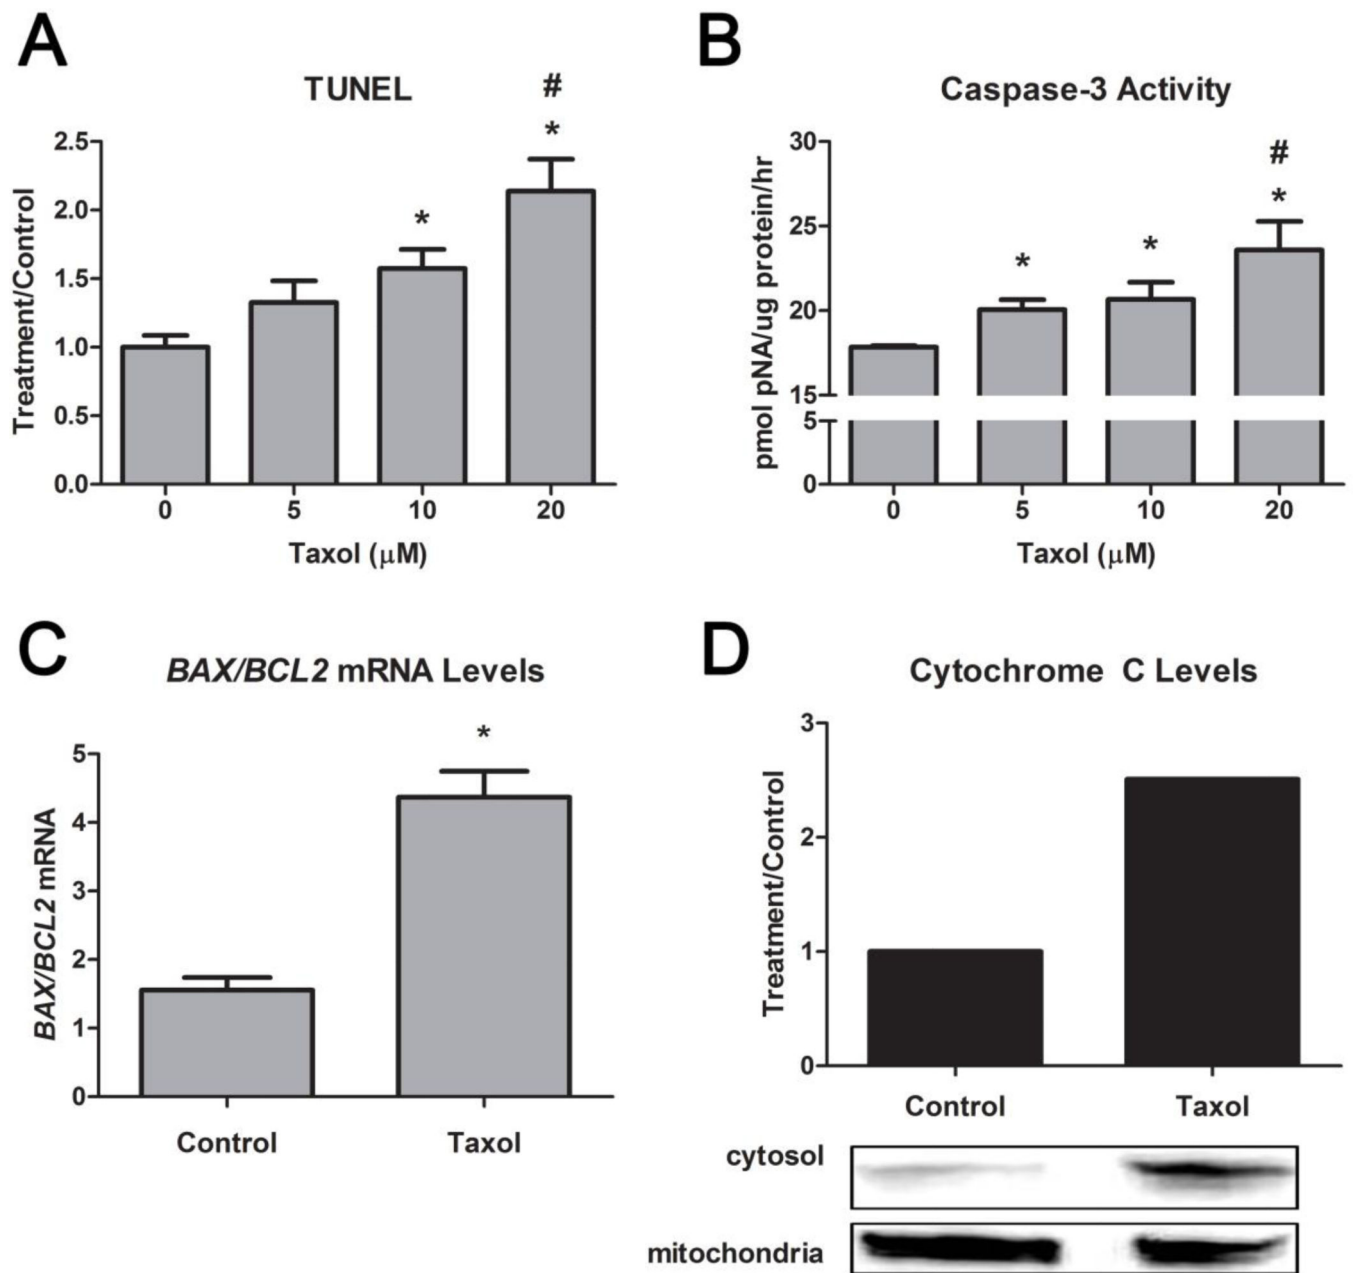 A
TUNEL
#
*
*
Treatment/Control
2.5
2.0
1.5
1.0
0.5
0.0
0 5 10 20
Taxol (μM)
B
Caspase-3 Activity
#
*
*
*
pmol pNA/ug protein/hr
30
25
20
15
5
0
0 5 10 20
Taxol (μM)
C
BAX/BCL2 mRNA Levels
*
BAX/BCL2 mRNA
5
4
3
2
1
0
Control Taxol
D
Cytochrome C Levels
Treatment/Control
3
2
1
0
Control Taxol
cytosol
mitochondria